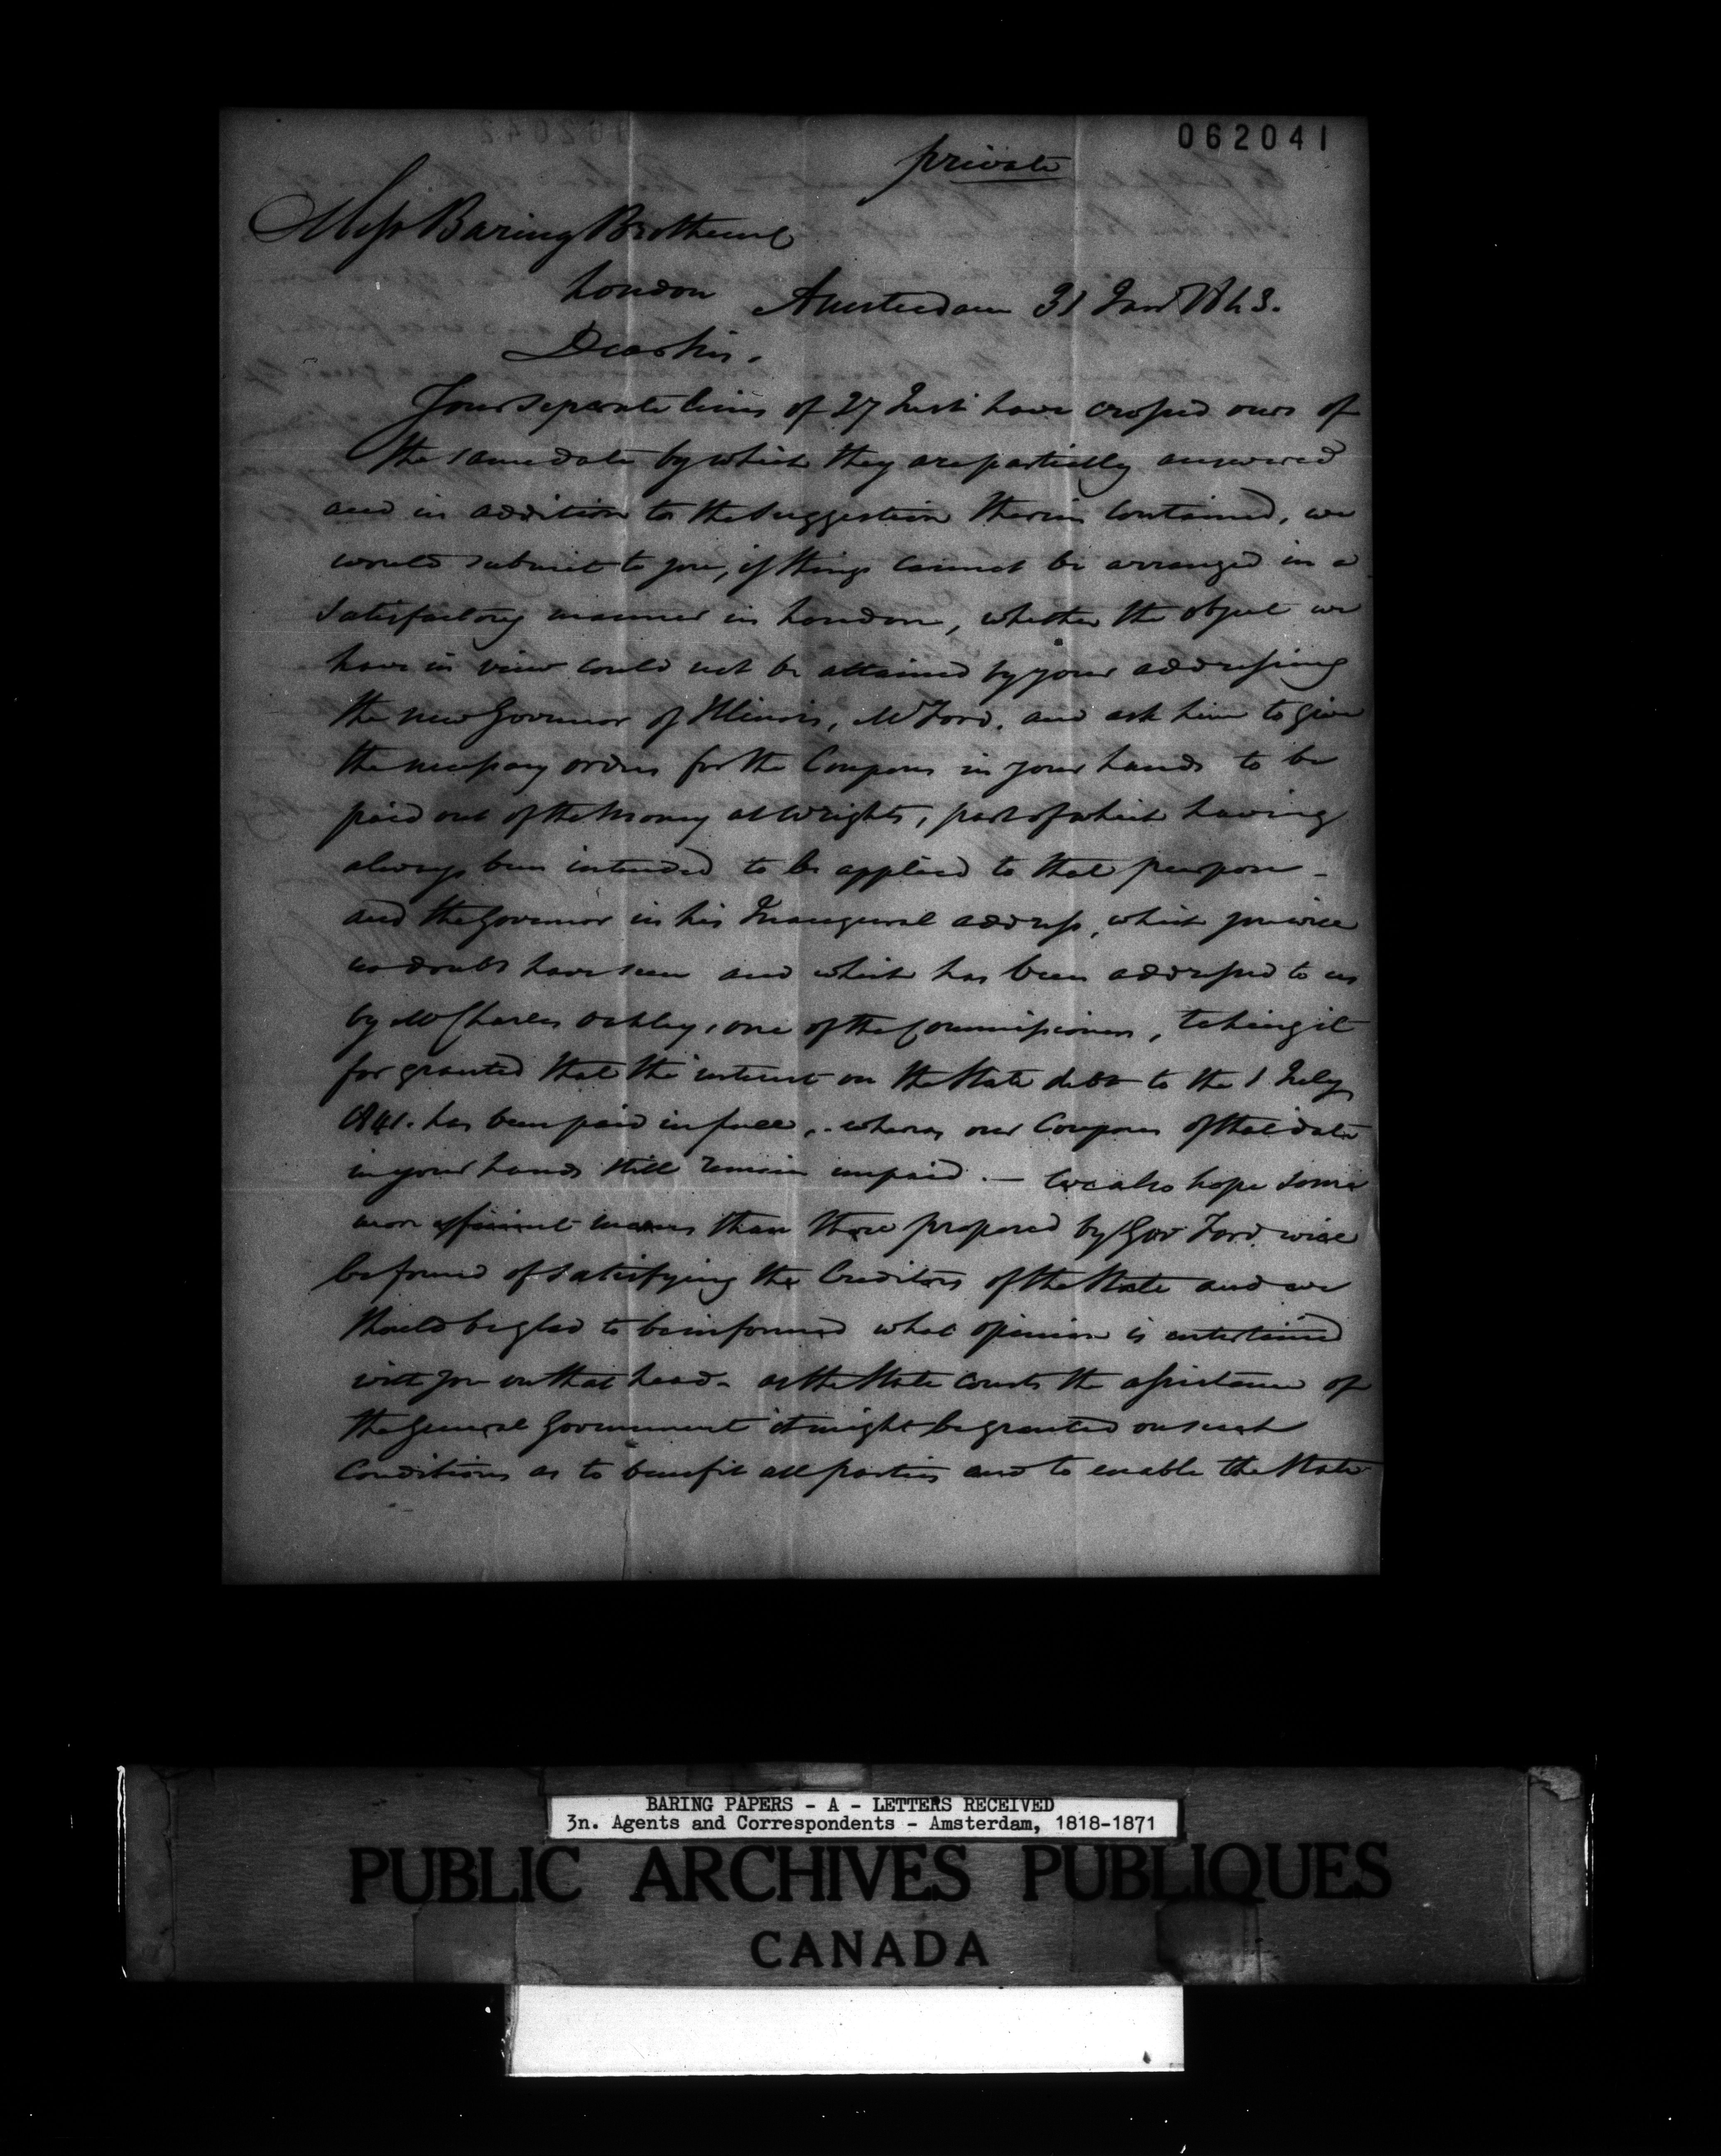 062041
private
Mess Baring Brothers &
London Amsterdam 31 Jan 1843.
Dear Sirs.
Your separate lines of 27 Inst have crossed ours of
the same date by which they are partially answered
and in addition to the suggestion therein contained, we
would submit to you, if things cannot be arranged in a
satisfactory manner in London, whether the object we
have in view could not be attained by your addressing
the new Governor of Illinois, Mr Ford, and ask him to give
the necessary orders for the Coupons in your hands to be
paid out of the money at Wrights, part of which having
always been intended to be applied to that purpose –
and the Governor in his Inaugural address, which you will
no doubt have seen and which has been addressed to us
by Mr Charles Oakley, one of the Commissioners, taking it
for granted that the interest on the State debt to the 1 July
1841. has been paid in full, whereas our Coupons of that date
in your hands still remain unpaid. — We also hope some
more efficient means than those proposed by Gov Ford will
be found of satisfying the Creditors of the State and we
should be glad to be informed what opinion is entertained
with you on that head – as the State courts the assistance of
the general Government it might be granted on such
conditions as to benefit all parties and to enable the State
BARING PAPERS - A - LETTERS RECEIVED
3n. Agents and Correspondents - Amsterdam, 1818-1871
PUBLIC ARCHIVES PUBLIQUES
CANADA